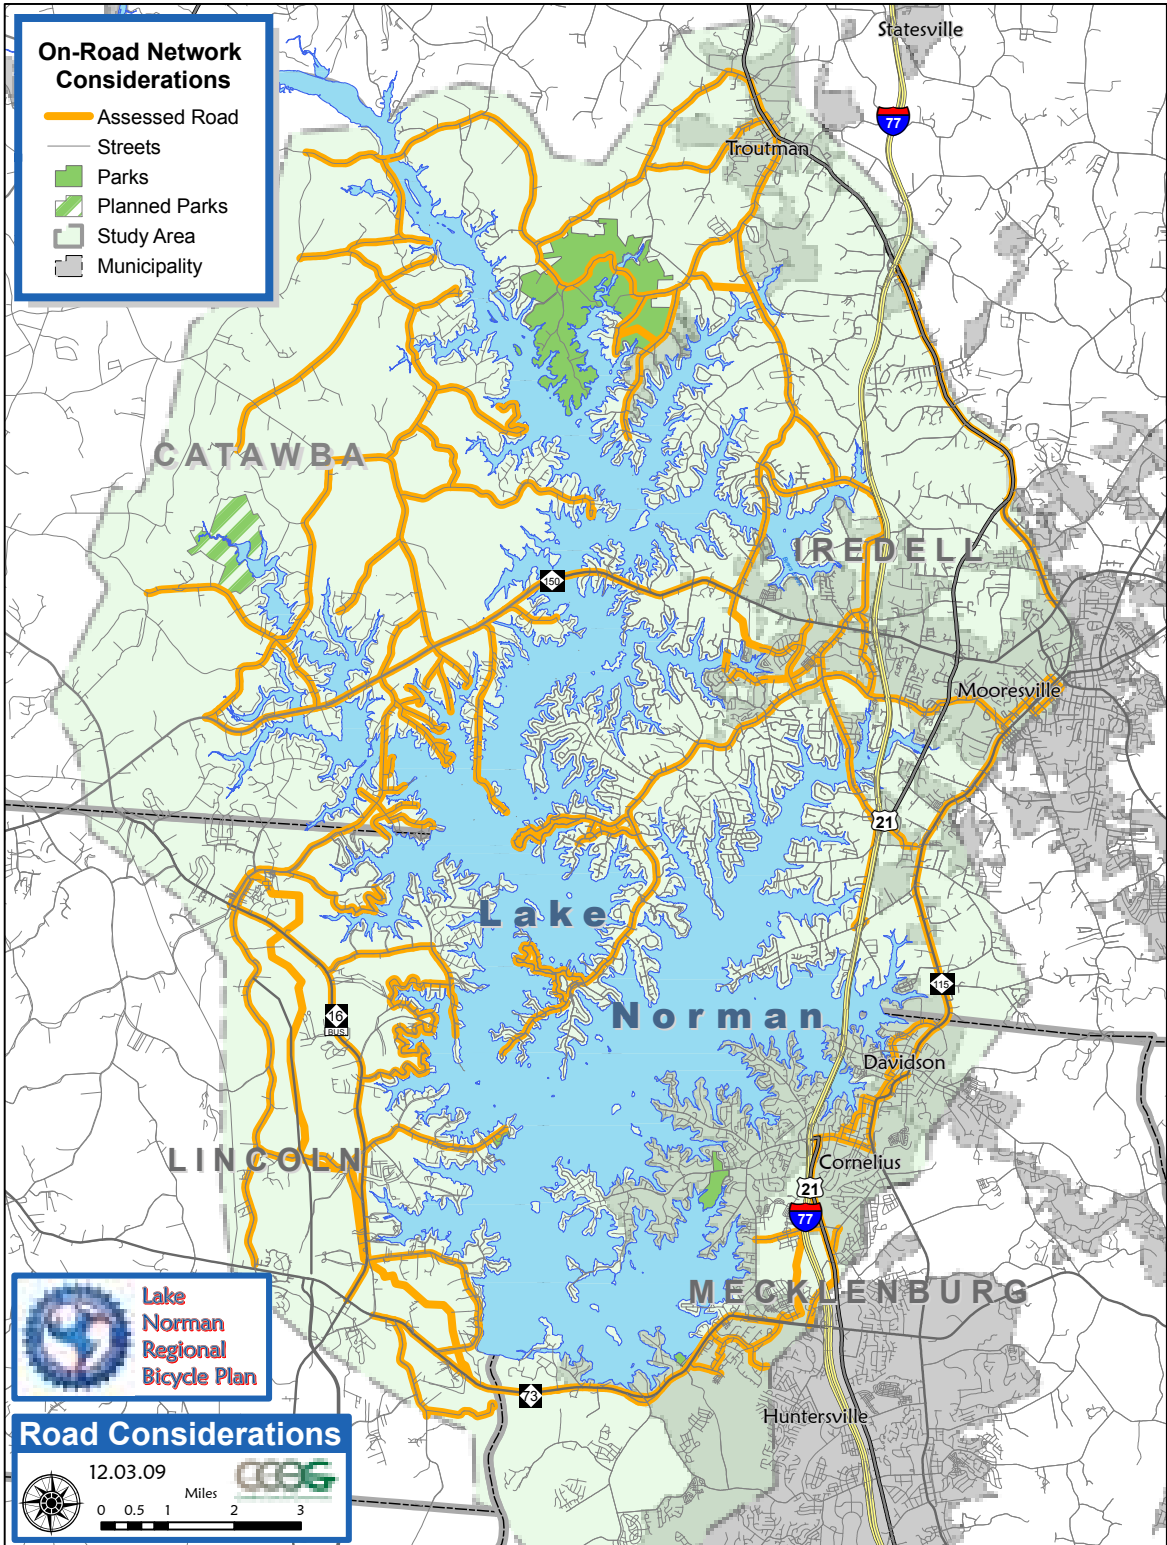 On-Road Network
Considerations
Assessed Road
Streets
Parks
Planned Parks
Study Area
Municipality
Statesville
77
Troutman
CATAWBA
IREDELL
150
Mooresville
21
Lake
Norman
115
16
BUS
Davidson
LINCOLN
Cornelius
21
77
MECKLENBURG
73
Huntersville
Lake
Norman
Regional
Bicycle Plan
Road Considerations
12.03.09
CCOG
Miles
0 0.5 1 2 3